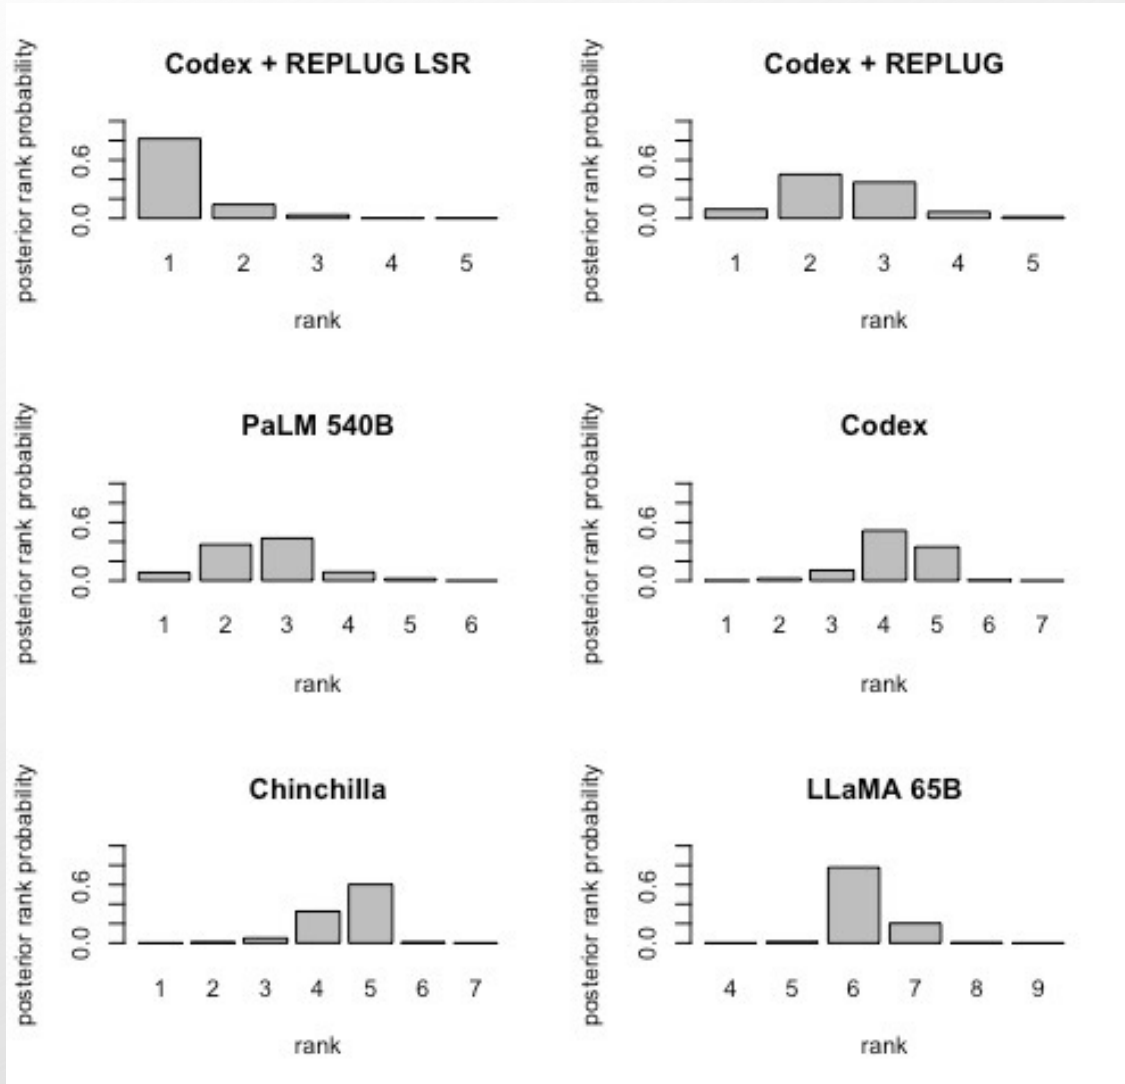 Codex + REPLUG LSR
posterior rank probability
0.0 0.6
1 2 3 4 5
rank
Codex + REPLUG
posterior rank probability
0.0 0.6
1 2 3 4 5
rank
PaLM 540B
posterior rank probability
0.0 0.6
1 2 3 4 5 6
rank
Codex
posterior rank probability
0.0 0.6
1 2 3 4 5 6 7
rank
Chinchilla
posterior rank probability
0.0 0.6
1 2 3 4 5 6 7
rank
LLaMA 65B
posterior rank probability
0.0 0.6
4 5 6 7 8 9
rank